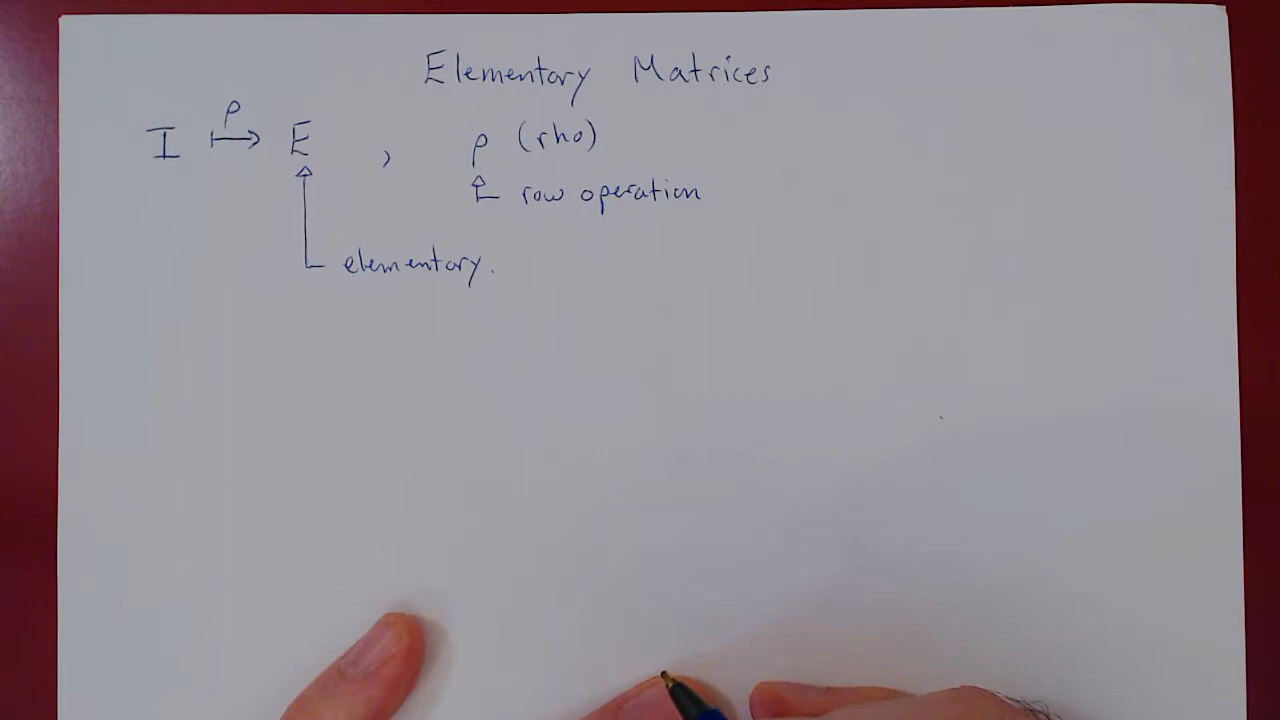 Elementary Matrices
I ↦ρ E , ρ (rho)
row operation
elementary.